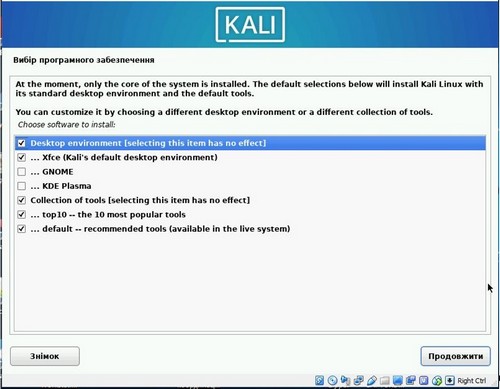 KALI
Вибір програмного забезпечення
At the moment, only the core of the system is installed. The default selections below will install Kali Linux with
its standard desktop environment and the default tools.
You can customize it by choosing a different desktop environment or a different collection of tools.
Choose software to install:
Desktop environment [selecting this item has no effect]
... Xfce (Kali's default desktop environment)
... GNOME
... KDE Plasma
Collection of tools [selecting this item has no effect]
... top10 -- the 10 most popular tools
... default -- recommended tools (available in the live system)
Знімок
Продовжити
Right Ctrl